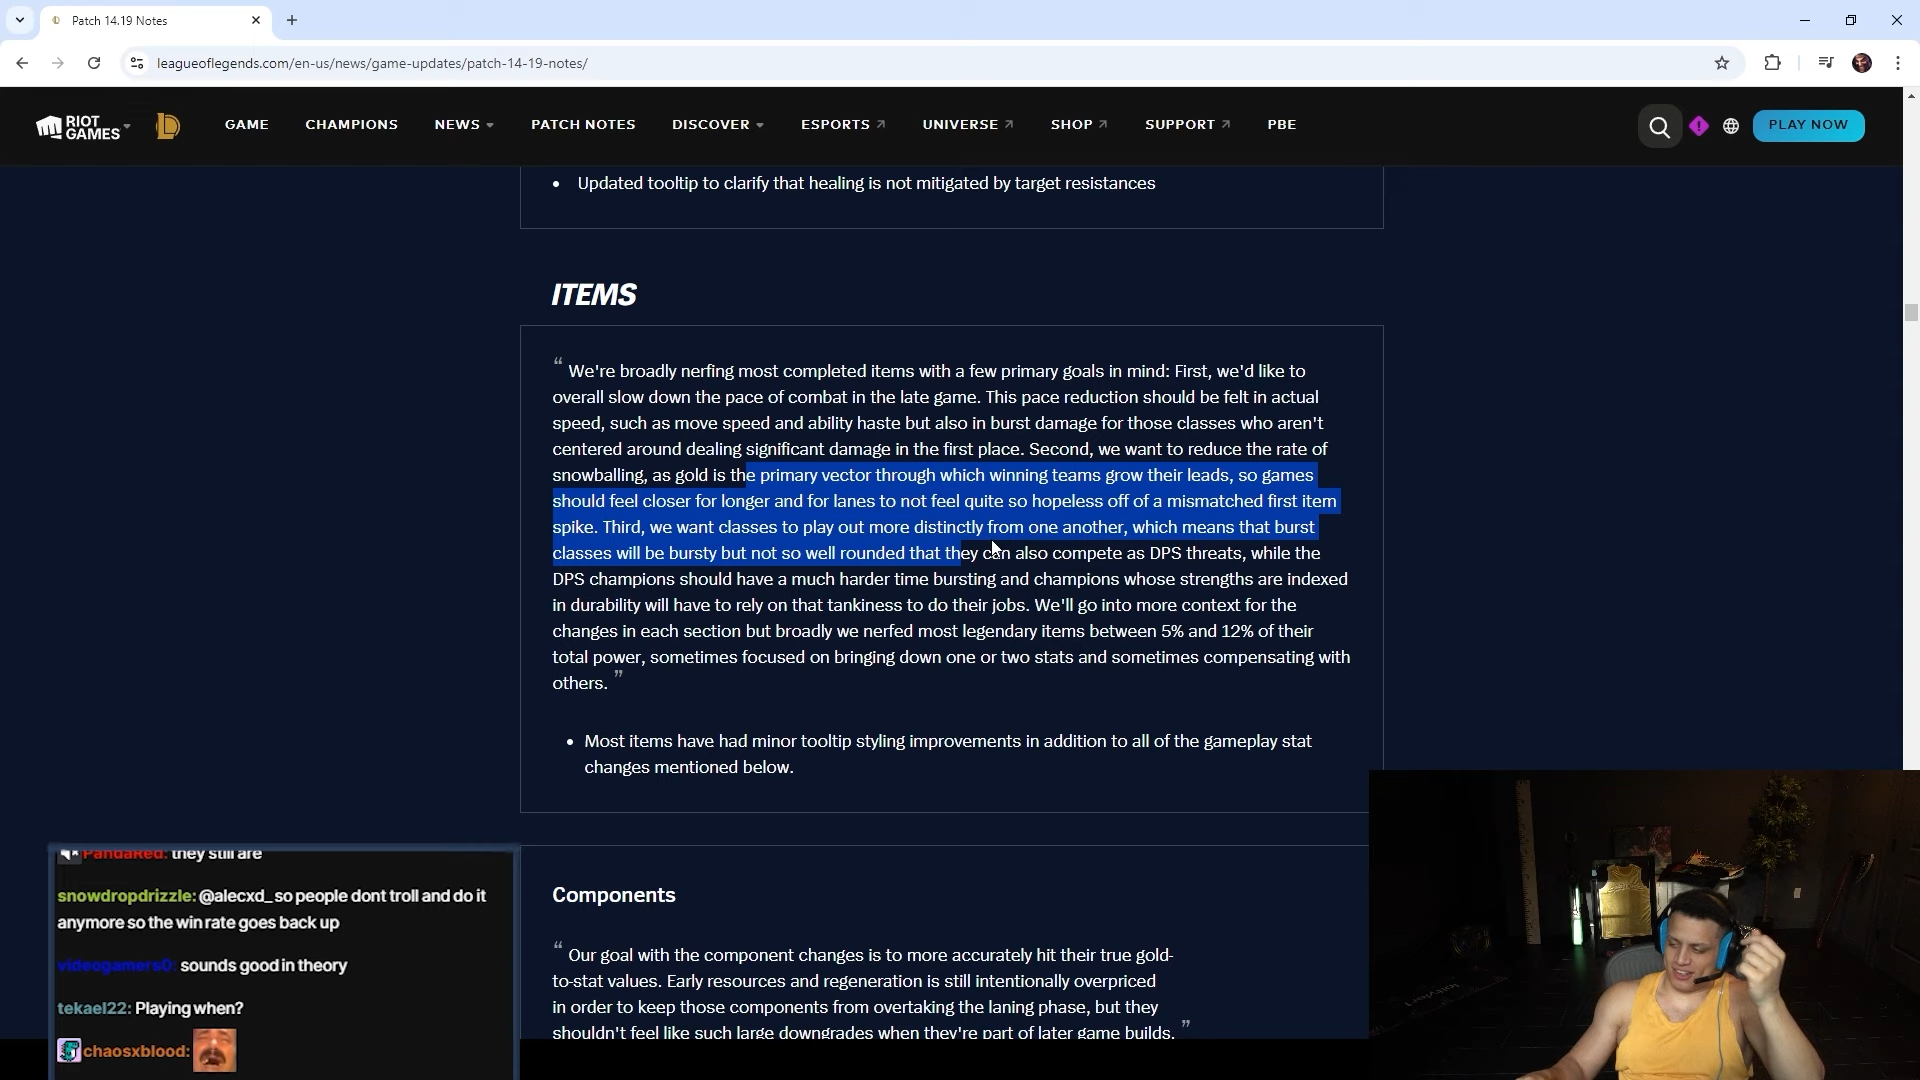 Patch 14.19 Notes
leagueoflegends.com/en-us/news/game-updates/patch-14-19-notes/
RIOT GAMES
GAME CHAMPIONS NEWS PATCH NOTES DISCOVER ESPORTS UNIVERSE SHOP SUPPORT PBE PLAY NOW
• Updated tooltip to clarify that healing is not mitigated by target resistances
ITEMS
“ We're broadly nerfing most completed items with a few primary goals in mind: First, we'd like to
overall slow down the pace of combat in the late game. This pace reduction should be felt in actual
speed, such as move speed and ability haste but also in burst damage for those classes who aren't
centered around dealing significant damage in the first place. Second, we want to reduce the rate of
snowballing, as gold is the primary vector through which winning teams grow their leads, so games
should feel closer for longer and for lanes to not feel quite so hopeless off of a mismatched first item
spike. Third, we want classes to play out more distinctly from one another, which means that burst
classes will be bursty but not so well rounded that they can also compete as DPS threats, while the
DPS champions should have a much harder time bursting and champions whose strengths are indexed
in durability will have to rely on that tankiness to do their jobs. We'll go into more context for the
changes in each section but broadly we nerfed most legendary items between 5% and 12% of their
total power, sometimes focused on bringing down one or two stats and sometimes compensating with
others. ”
• Most items have had minor tooltip styling improvements in addition to all of the gameplay stat
changes mentioned below.
Components
“ Our goal with the component changes is to more accurately hit their true gold-
to-stat values. Early resources and regeneration is still intentionally overpriced
in order to keep those components from overtaking the laning phase, but they
shouldn't feel like such large downgrades when they're part of later game builds. ”
PandaRed: they still are
snowdropdrizzle: @alecxd_ so people dont troll and do it
anymore so the win rate goes back up
videogamers0: sounds good in theory
tekael22: Playing when?
chaosxblood: